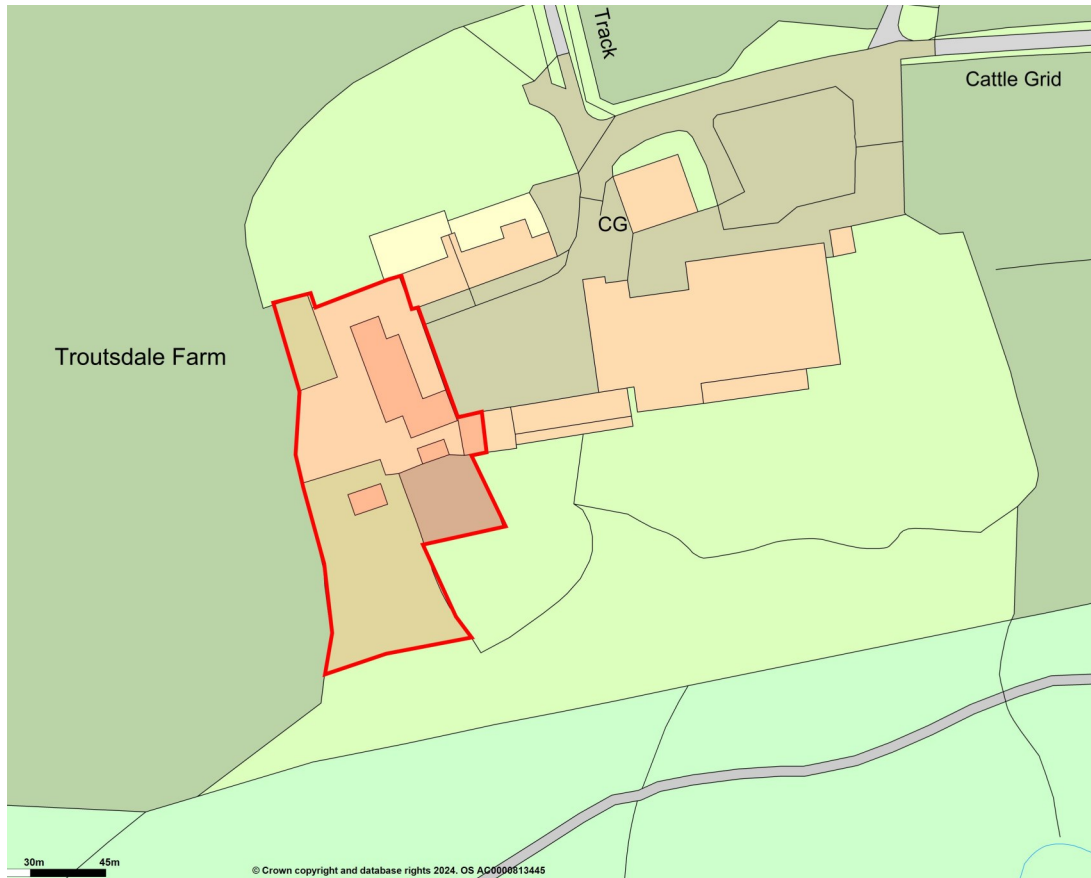 Track
Cattle Grid
CG
Troutsdale Farm
30m 45m
© Crown copyright and database rights 2024. OS AC0000813445